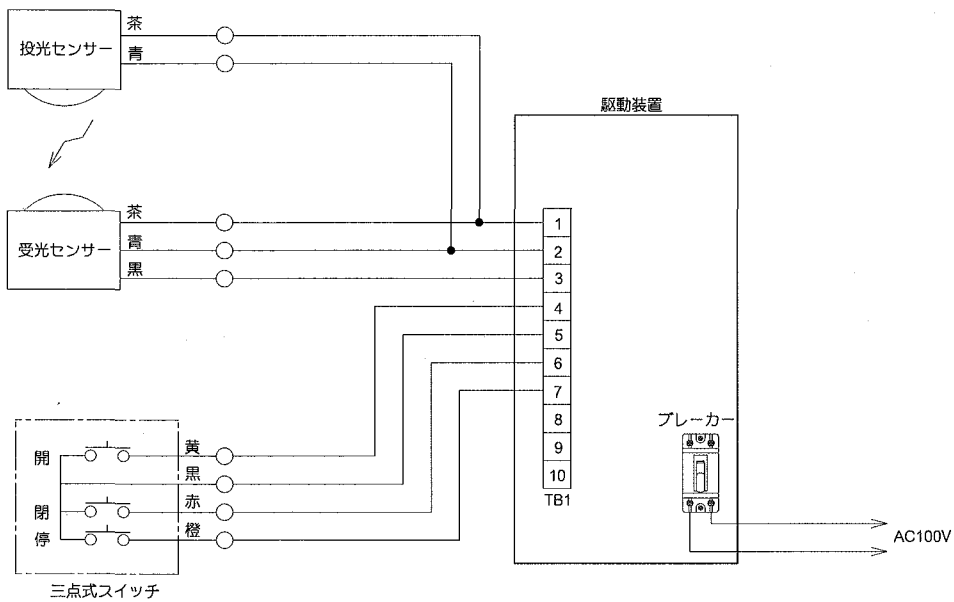 投光センサー
茶
青
受光センサー
茶
青
黒
駆動装置
1
2
3
4
5
6
7
8
9
10
TB1
ブレーカー
AC100V
開
閉
停
黄
黒
赤
橙
三点式スイッチ